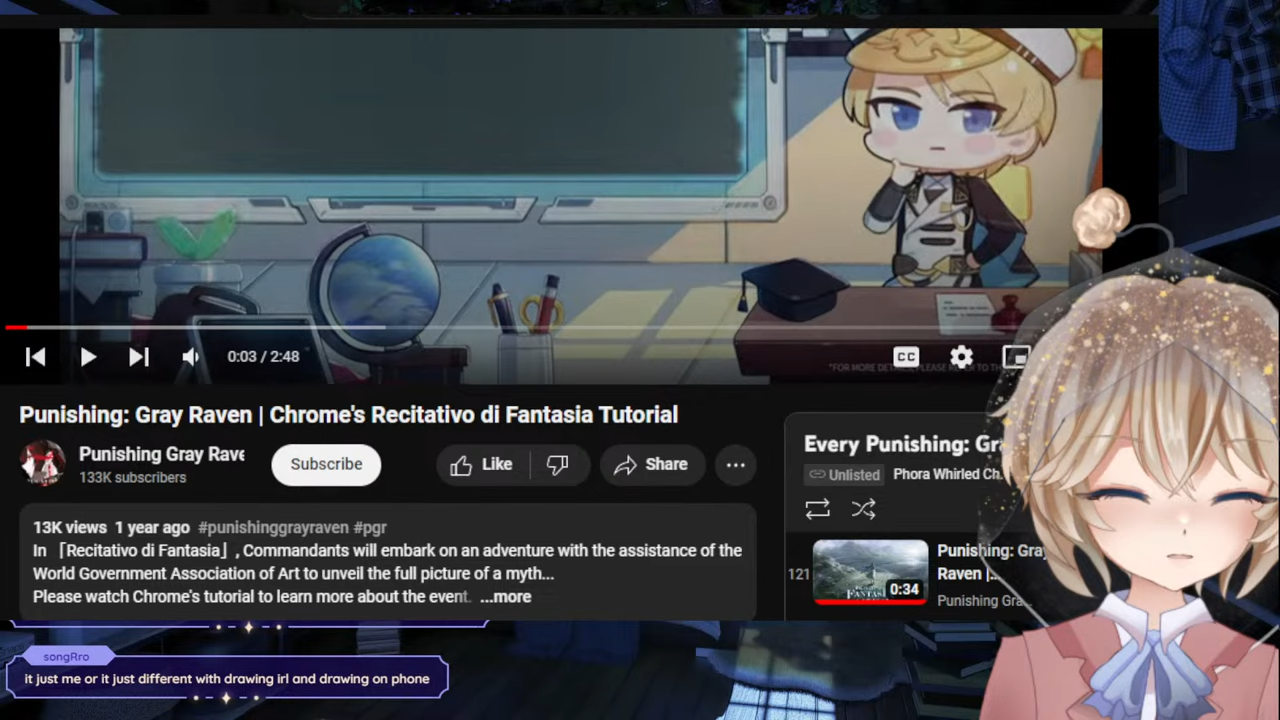 0:03 / 2:48
CC
Punishing: Gray Raven | Chrome's Recitativo di Fantasia Tutorial
Punishing Gray Rave
133K subscribers
Subscribe
Like
Share
13K views 1 year ago #punishinggrayraven #pgr
In 「Recitativo di Fantasia」, Commandants will embark on an adventure with the assistance of the
World Government Association of Art to unveil the full picture of a myth...
Please watch Chrome's tutorial to learn more about the event. ...more
Every Punishing: Gra
Unlisted Phora Whirled Ch.
121
0:34
Punishing: Gray
Raven |...
Punishing Gra
songRro
it just me or it just different with drawing irl and drawing on phone